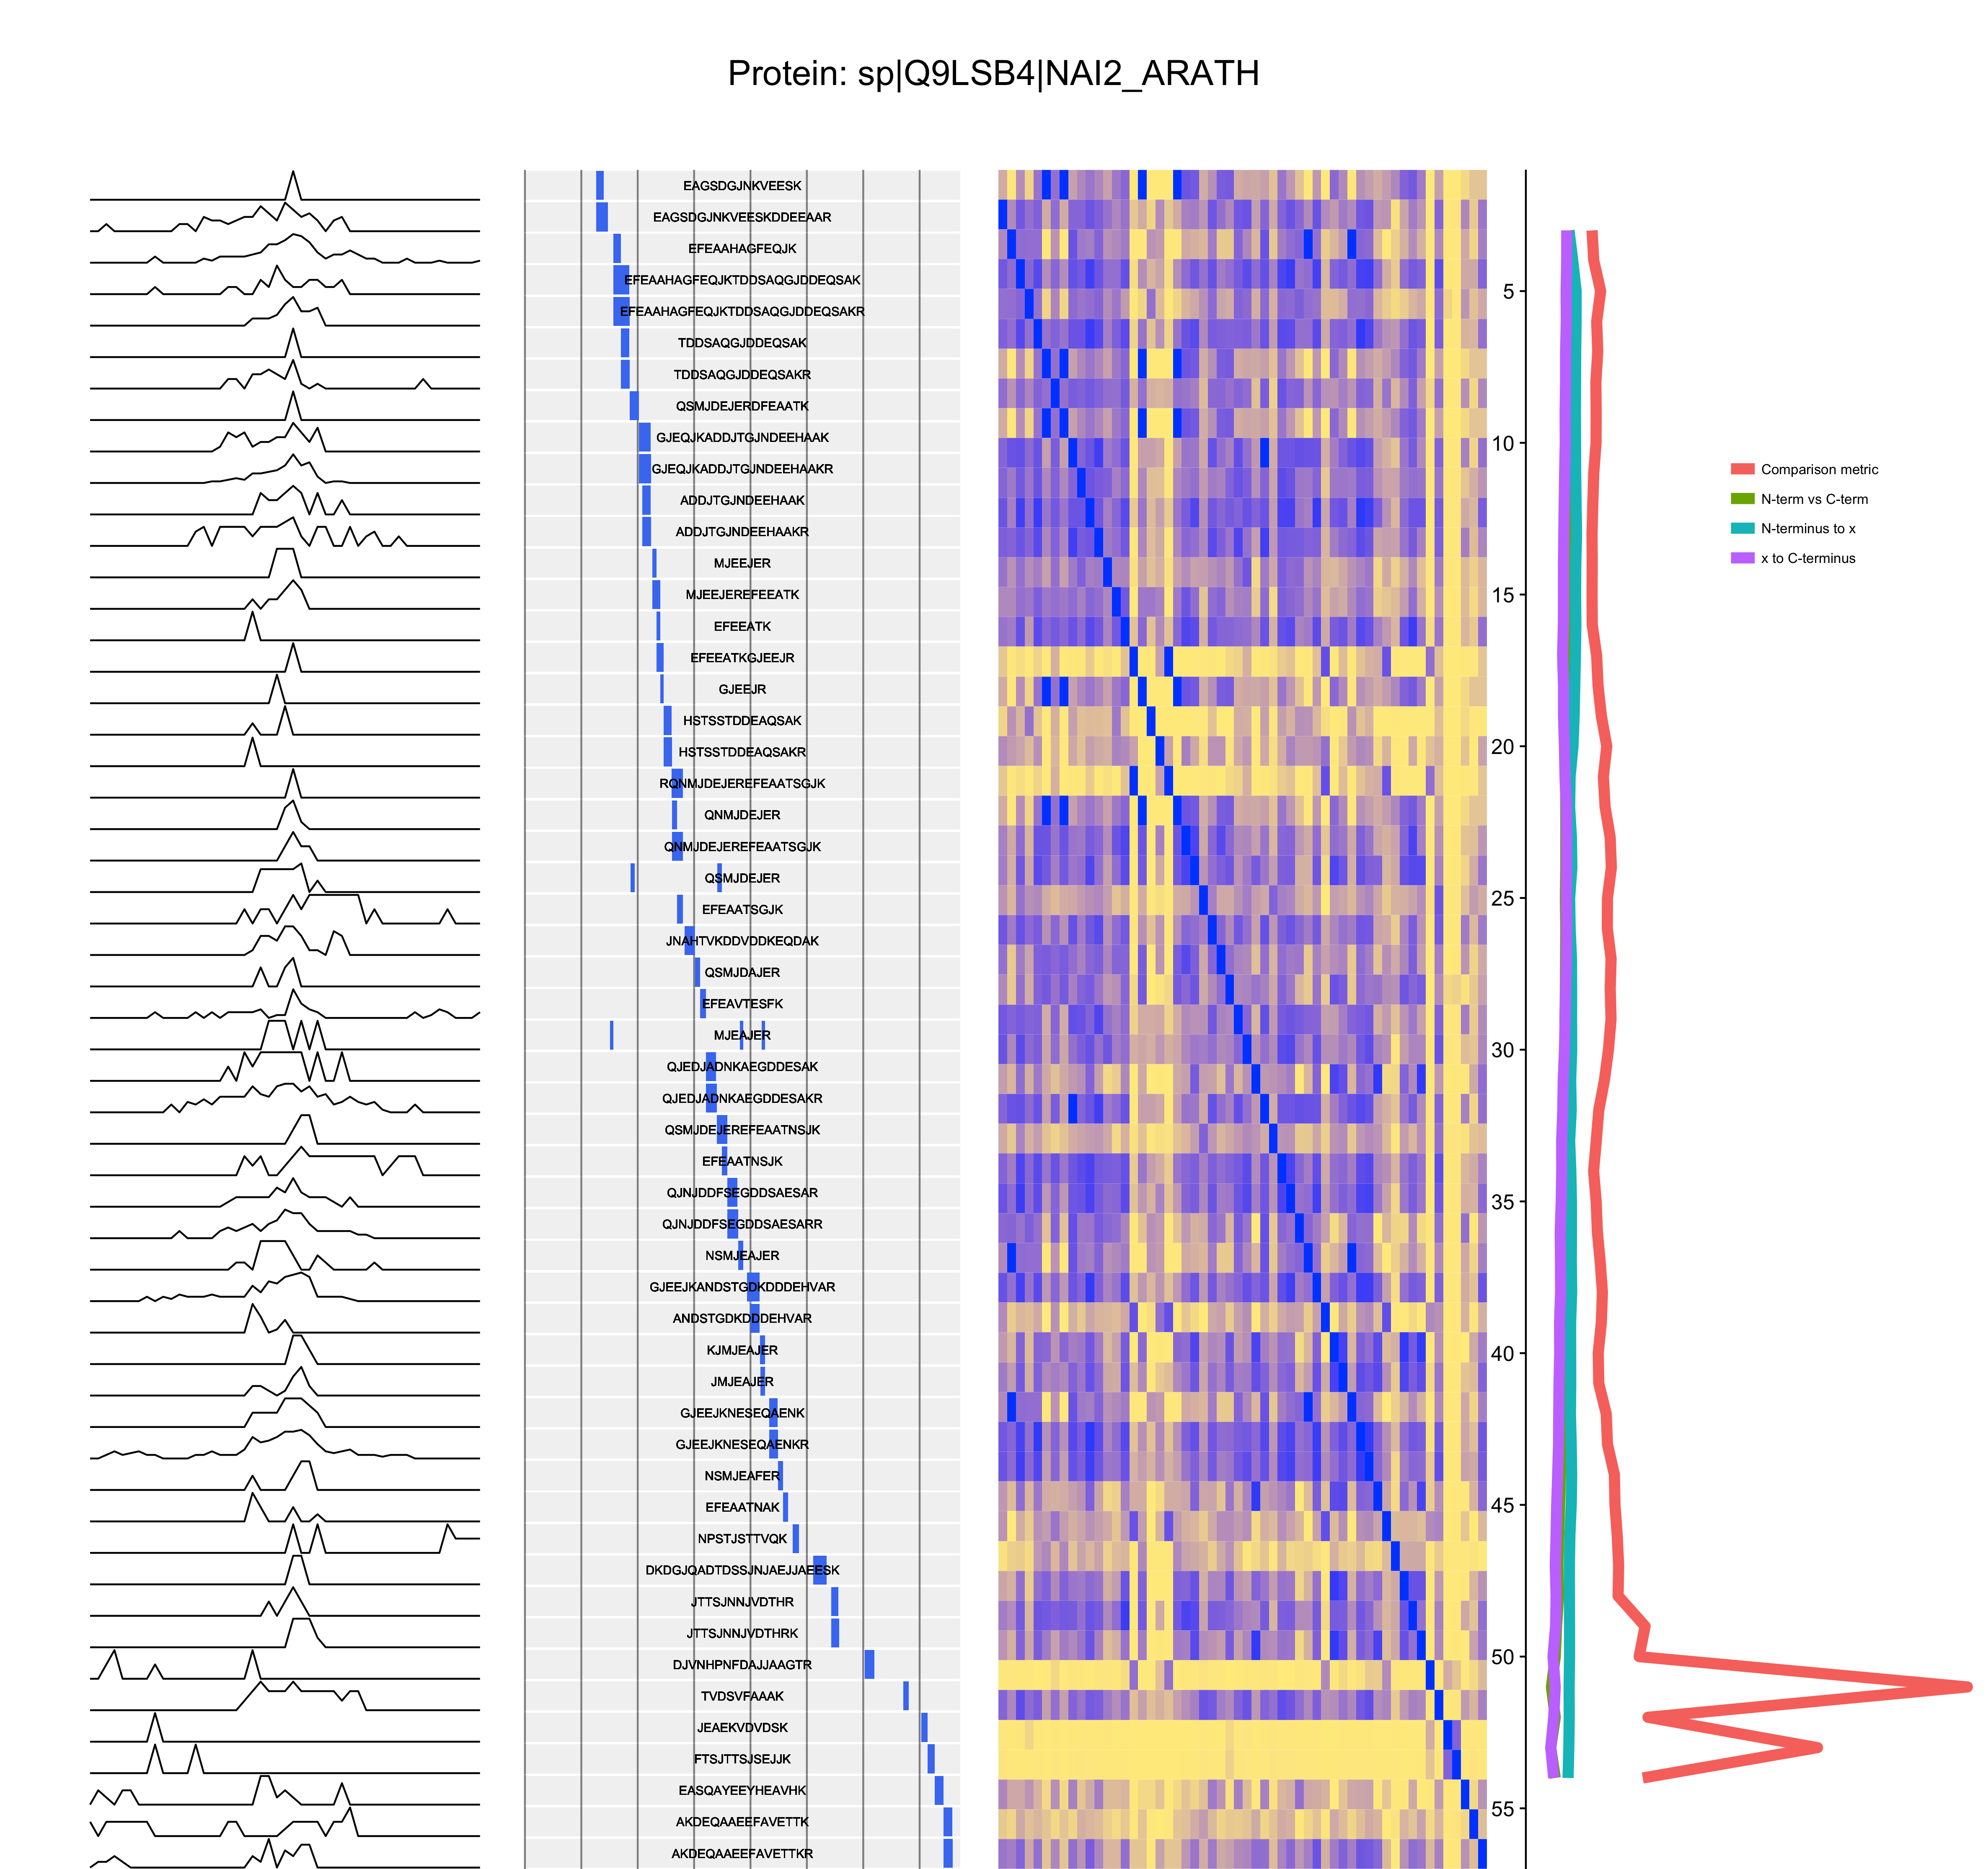 Protein: sp|Q9LSB4|NAI2_ARATH
EAGSDGJNKVEESK
EAGSDGJNKVEESKDDEEAAR
EFEAAHAGFEQJK
EFEAAHAGFEQJKTDDSAQGJDDEQSAK
EFEAAHAGFEQJKTDDSAQGJDDEQSAKR
TDDSAQGJDDEQSAK
TDDSAQGJDDEQSAKR
QSMJDEJERDFEAATK
GJEQJKADDJTGJNDEEHAAK
GJEQJKADDJTGJNDEEHAAKR
ADDJTGJNDEEHAAK
ADDJTGJNDEEHAAKR
MJEEJER
MJEEJEREFEEATK
EFEEATK
EFEEATKGJEEJR
GJEEJR
HSTSSTDDEAQSAK
HSTSSTDDEAQSAKR
RQNMJDEJEREFEAATSGJK
QNMJDEJER
QNMJDEJEREFEAATSGJK
QSMJDEJER
EFEAATSGJK
JNAHTVKDDVDDKEQDAK
QSMJDAJER
EFEAVTESFK
MJEAJER
QJEDJADNKAEGDDESAK
QJEDJADNKAEGDDESAKR
QSMJDEJEREFEAATNSJK
EFEAATNSJK
QJNJDDFSEGDDSAESAR
QJNJDDFSEGDDSAESARR
NSMJEAJER
GJEEJKANDSTGDKDDDEHVAR
ANDSTGDKDDDEHVAR
KJMJEAJER
JMJEAJER
GJEEJKNESEQAENK
GJEEJKNESEQAENKR
NSMJEAFER
EFEAATNAK
NPSTJSTTVQK
DKDGJQADTDSSJNJAEJJAEESK
JTTSJNNJVDTHR
JTTSJNNJVDTHRK
DJVNHPNFDAJJAAGTR
TVDSVFAAAK
JEAEKVDVDSK
FTSJTTSJSEJJK
EASQAYEEYHEAVHK
AKDEQAAEEFAVETTK
AKDEQAAEEFAVETTKR
5
10
15
20
25
30
35
40
45
50
55
Comparison metric
N-term vs C-term
N-terminus to x
x to C-terminus